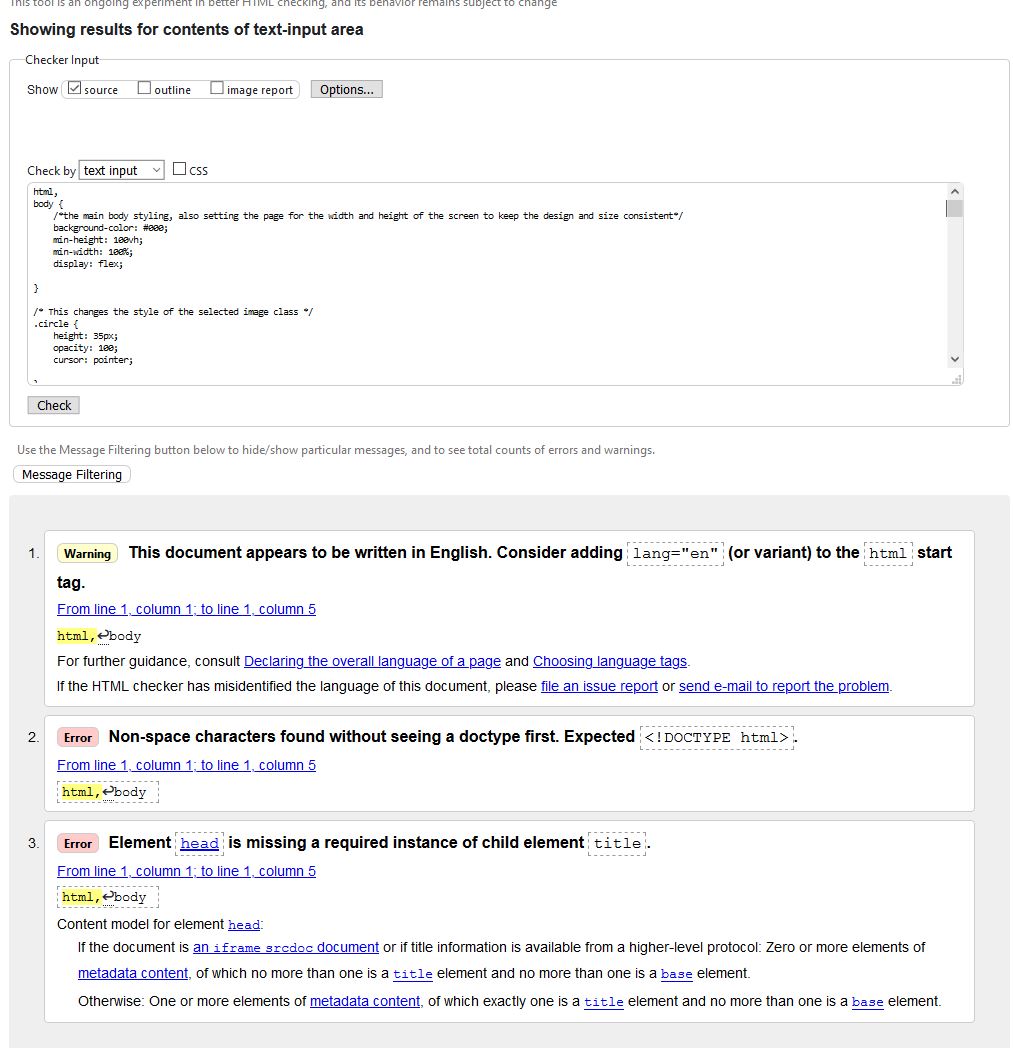 This tool is an ongoing experiment in better HTML checking, and its behavior remains subject to change
Showing results for contents of text-input area
Checker Input
Show source outline image report Options...
Check by text input CSS
html,
body {
/*the main body styling, also setting the page for the width and height of the screen to keep the design and size consistent*/
background-color: #000;
min-height: 100vh;
min-width: 100%;
display: flex;
}
/* This changes the style of the selected image class */
.circle {
height: 35px;
opacity: 100;
cursor: pointer;
Check
Use the Message Filtering button below to hide/show particular messages, and to see total counts of errors and warnings.
Message Filtering
1. Warning This document appears to be written in English. Consider adding lang="en" (or variant) to the html start
tag.
From line 1, column 1; to line 1, column 5
html,↩body
For further guidance, consult Declaring the overall language of a page and Choosing language tags.
If the HTML checker has misidentified the language of this document, please file an issue report or send e-mail to report the problem.
2. Error Non-space characters found without seeing a doctype first. Expected <!DOCTYPE html>.
From line 1, column 1; to line 1, column 5
html,↩body
3. Error Element head is missing a required instance of child element title.
From line 1, column 1; to line 1, column 5
html,↩body
Content model for element head:
If the document is an iframe srcdoc document or if title information is available from a higher-level protocol: Zero or more elements of
metadata content, of which no more than one is a title element and no more than one is a base element.
Otherwise: One or more elements of metadata content, of which exactly one is a title element and no more than one is a base element.